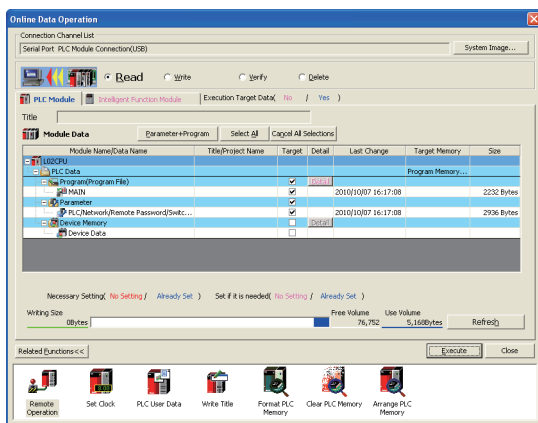 Online Data Operation
Connection Channel List
Serial Port PLC Module Connection(USB)
System Image...
Read Write Verify Delete
PLC Module Intelligent Function Module Execution Target Data( No / Yes )
Title
Module Data Parameter+Program Select All Cancel All Selections
Module Name/Data Name Title/Project Name Target Detail Last Change Target Memory Size
L02CPU
PLC Data Program Memory...
Program(Program File) Detail
MAIN 2010/10/07 16:17:08 2232 Bytes
Parameter
PLC/Network/Remote Password/Switc... 2010/10/07 16:17:08 2936 Bytes
Device Memory Detail
Device Data
Necessary Setting( No Setting / Already Set ) Set if it is needed( No Setting / Already Set )
Writing Size Free Volume Use Volume
0Bytes 76,752 5,168Bytes Refresh
Related Functions<< Execute Close
Remote Operation
Set Clock
PLC User Data
Write Title
Format PLC Memory
Clear PLC Memory
Arrange PLC Memory